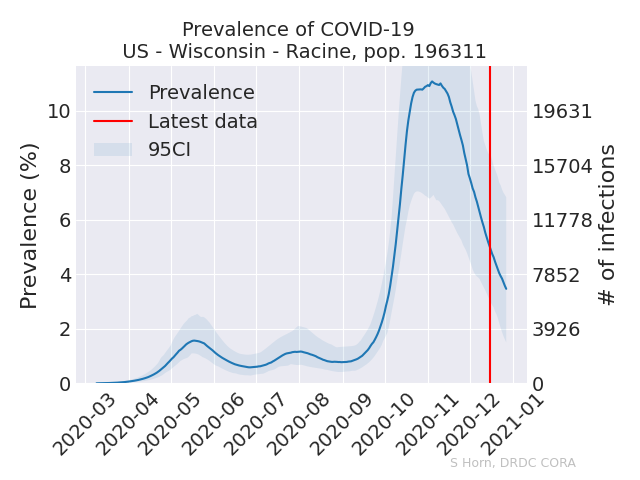 Prevalence of COVID-19
US - Wisconsin - Racine, pop. 196311
Prevalence
Latest data
95CI
Prevalence (%)
10
8
6
4
2
0
19631
15704
11778
7852
3926
0
# of infections
2020-03
2020-04
2020-05
2020-06
2020-07
2020-08
2020-09
2020-10
2020-11
2020-12
2021-01
S Horn, DRDC CORA